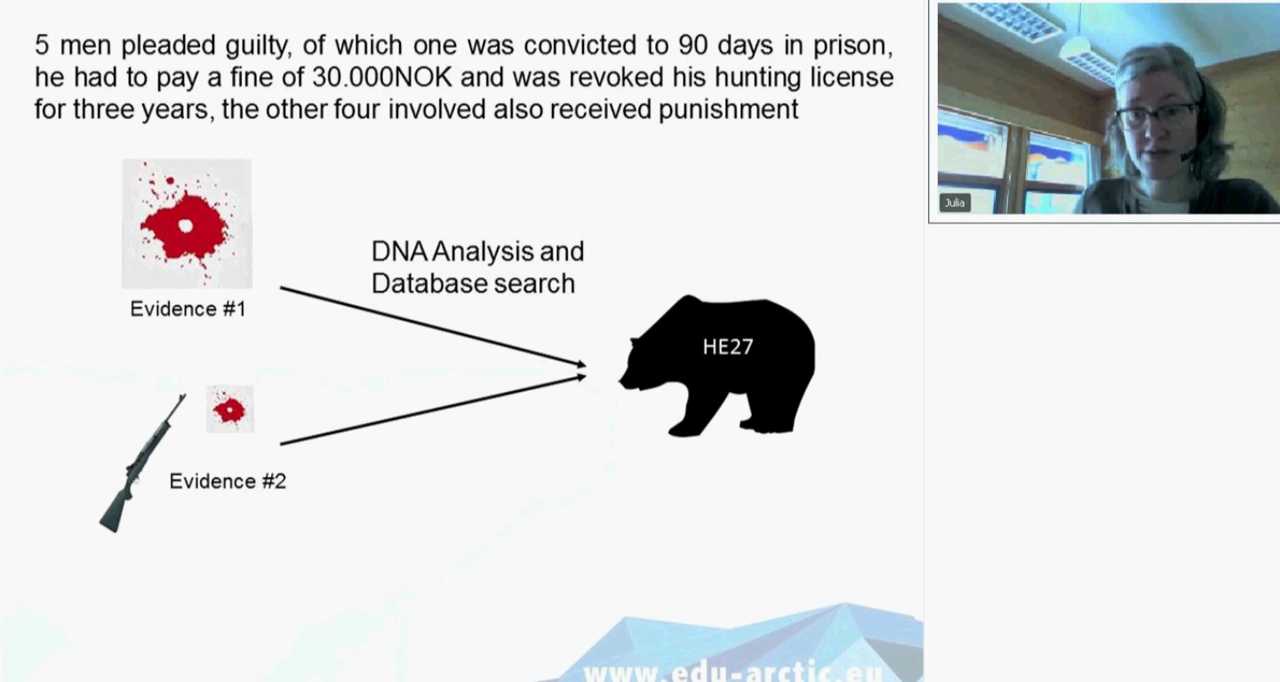 5 men pleaded guilty, of which one was convicted to 90 days in prison,
he had to pay a fine of 30.000NOK and was revoked his hunting license
for three years, the other four involved also received punishment
Julia
DNA Analysis and
Database search
Evidence #1
HE27
Evidence #2
www.edu-arctic.eu